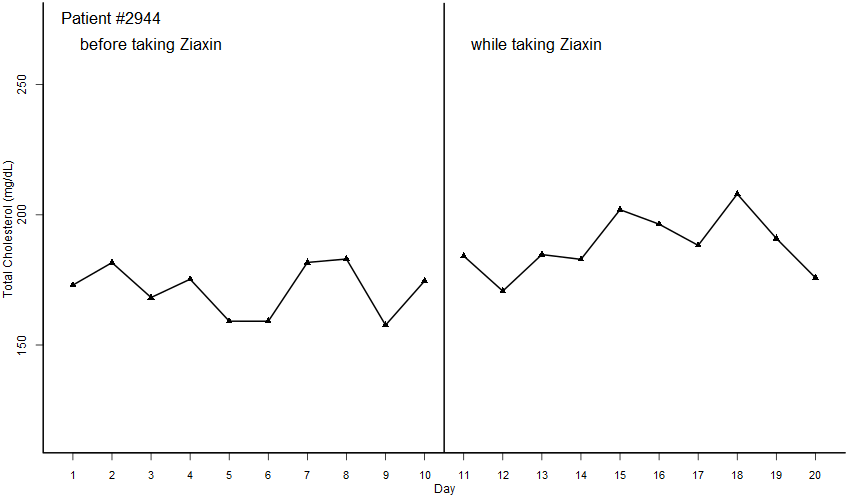 Patient #2944
before taking Ziaxin
while taking Ziaxin
Total Cholesterol (mg/dL)
250
200
150
1 2 3 4 5 6 7 8 9 10 11 12 13 14 15 16 17 18 19 20
Day